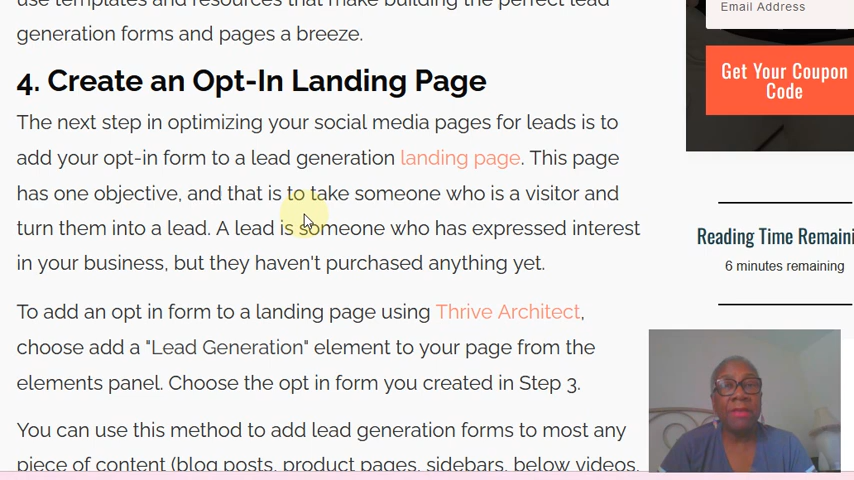 use templates and resources that make building the perfect lead
generation forms and pages a breeze.
4. Create an Opt-In Landing Page
The next step in optimizing your social media pages for leads is to
add your opt-in form to a lead generation landing page. This page
has one objective, and that is to take someone who is a visitor and
turn them into a lead. A lead is someone who has expressed interest
in your business, but they haven't purchased anything yet.
To add an opt in form to a landing page using Thrive Architect,
choose add a "Lead Generation" element to your page from the
elements panel. Choose the opt in form you created in Step 3.
You can use this method to add lead generation forms to most any
piece of content (blog posts, product pages, sidebars, below videos,
Email Address
Get Your Coupon
Code
Reading Time Remaini
6 minutes remaining